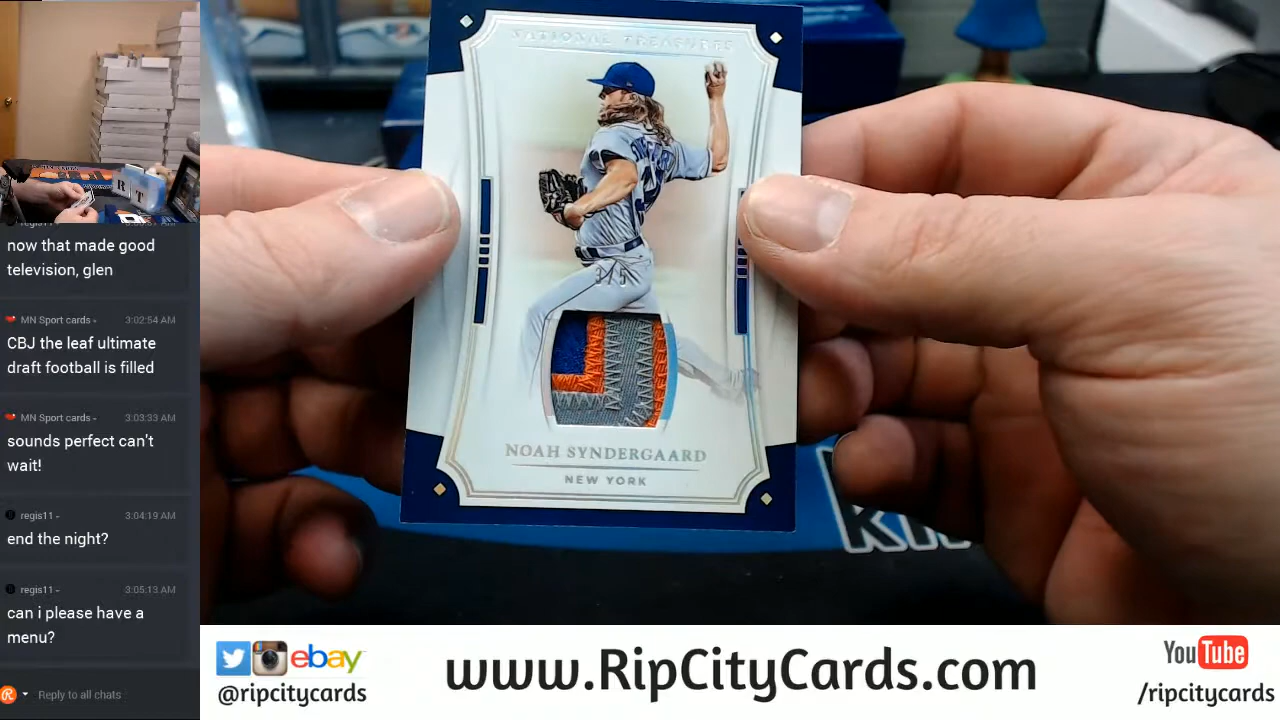 now that made good
television, glen
MN Sport cards
3:02:54 AM
CBJ the leaf ultimate
draft football is filled
MN Sport cards
3:03:33 AM
sounds perfect can't
wait!
regis11
3:04:19 AM
end the night?
regis11
3:05:13 AM
can i please have a
menu?
Reply to all chats
R T
NATIONAL TREASURES
3/5
NOAH SYNDERGAARD
NEW YORK
ebay
@ripcitycards
www.RipCityCards.com
YouTube
/ripcitycards